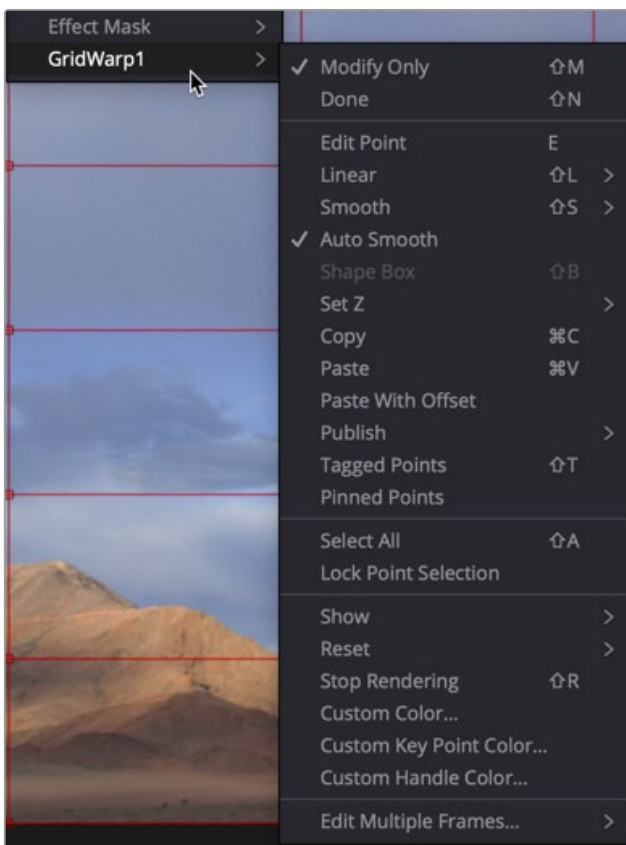 Effect Mask >
GridWarp1 >
✓ Modify Only ⇧M
Done ⇧N
Edit Point E
Linear ⇧L >
Smooth ⇧S >
✓ Auto Smooth
Shape Box ⇧B
Set Z >
Copy ⌘C
Paste ⌘V
Paste With Offset
Publish >
Tagged Points ⇧T
Pinned Points
Select All ⇧A
Lock Point Selection
Show >
Reset >
Stop Rendering ⇧R
Custom Color...
Custom Key Point Color...
Custom Handle Color...
Edit Multiple Frames... >